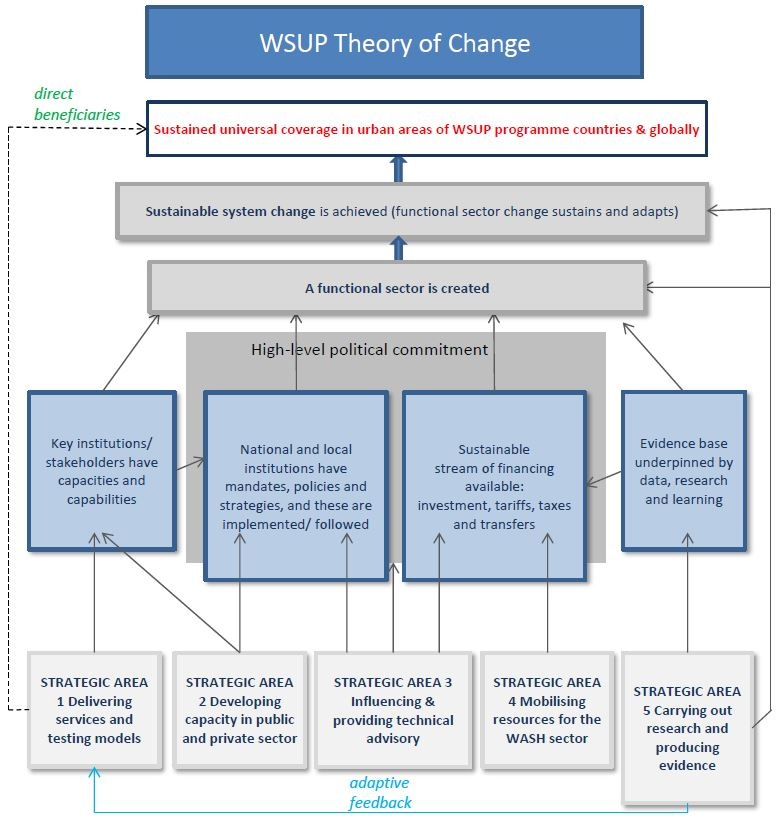 WSUP Theory of Change
direct
beneficiaries
Sustained universal coverage in urban areas of WSUP programme countries & globally
Sustainable system change is achieved (functional sector change sustains and adapts)
A functional sector is created
High-level political commitment
Key institutions/
stakeholders have
capacities and
capabilities
National and local
institutions have
mandates, policies and
strategies, and these are
implemented/ followed
Sustainable
stream of financing
available:
investment, tariffs, taxes
and transfers
Evidence base
underpinned by
data, research
and learning
STRATEGIC AREA
1 Delivering
services and
testing models
STRATEGIC AREA
2 Developing
capacity in public
and private sector
STRATEGIC AREA 3
Influencing &
providing technical
advisory
STRATEGIC AREA
4 Mobilising
resources for the
WASH sector
STRATEGIC AREA
5 Carrying out
research and
producing
evidence
adaptive
feedback